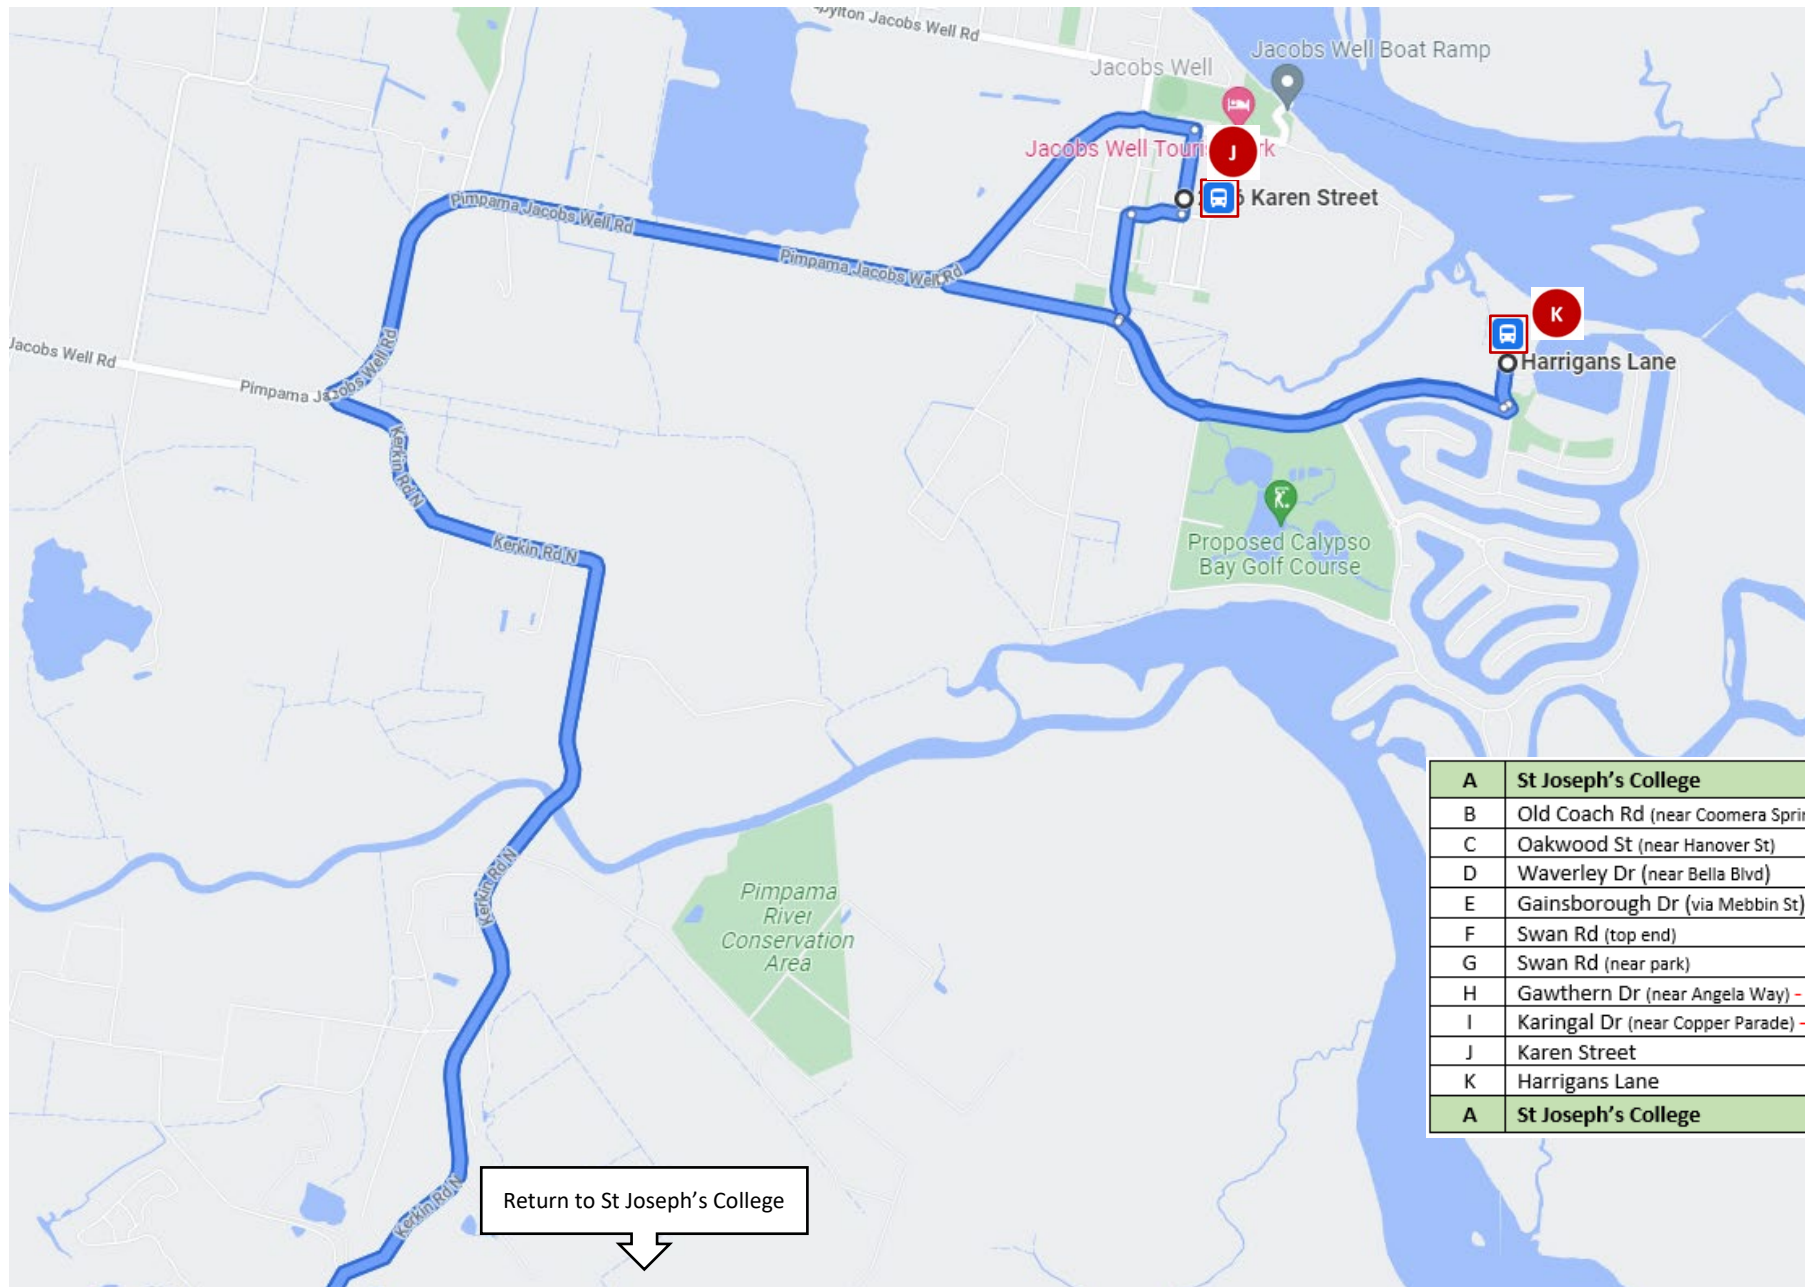 pylton Jacobs Well Rd
Jacobs Well
Jacobs Well Boat Ramp
Jacobs Well
J
Karen Street
Pimpama Jacobs Well Rd
Pimpama Jacobs Well Rd
K
Harrigans Lane
Pimpama Jacobs Well Rd
Jacobs Well Rd
Pimpama
Kerkin Rd N
Kerkin Rd N
Proposed Calypso
Bay Golf Course
Kerkin Rd N
Pimpama
River
Conservation
Area
Kerkin Rd N
Return to St Joseph’s College
A St Joseph’s College
B Old Coach Rd (near Coomera
C Oakwood St (near Hanover St)
D Waverley Dr (near Bella Blvd)
E Gainsborough Dr (via Mebbin St)
F Swan Rd (top end)
G Swan Rd (near park)
H Gawthern Dr (near Angela Way) -
I Karingal Dr (near Copper Parade) -
J Karen Street
K Harrigans Lane
A St Joseph’s College